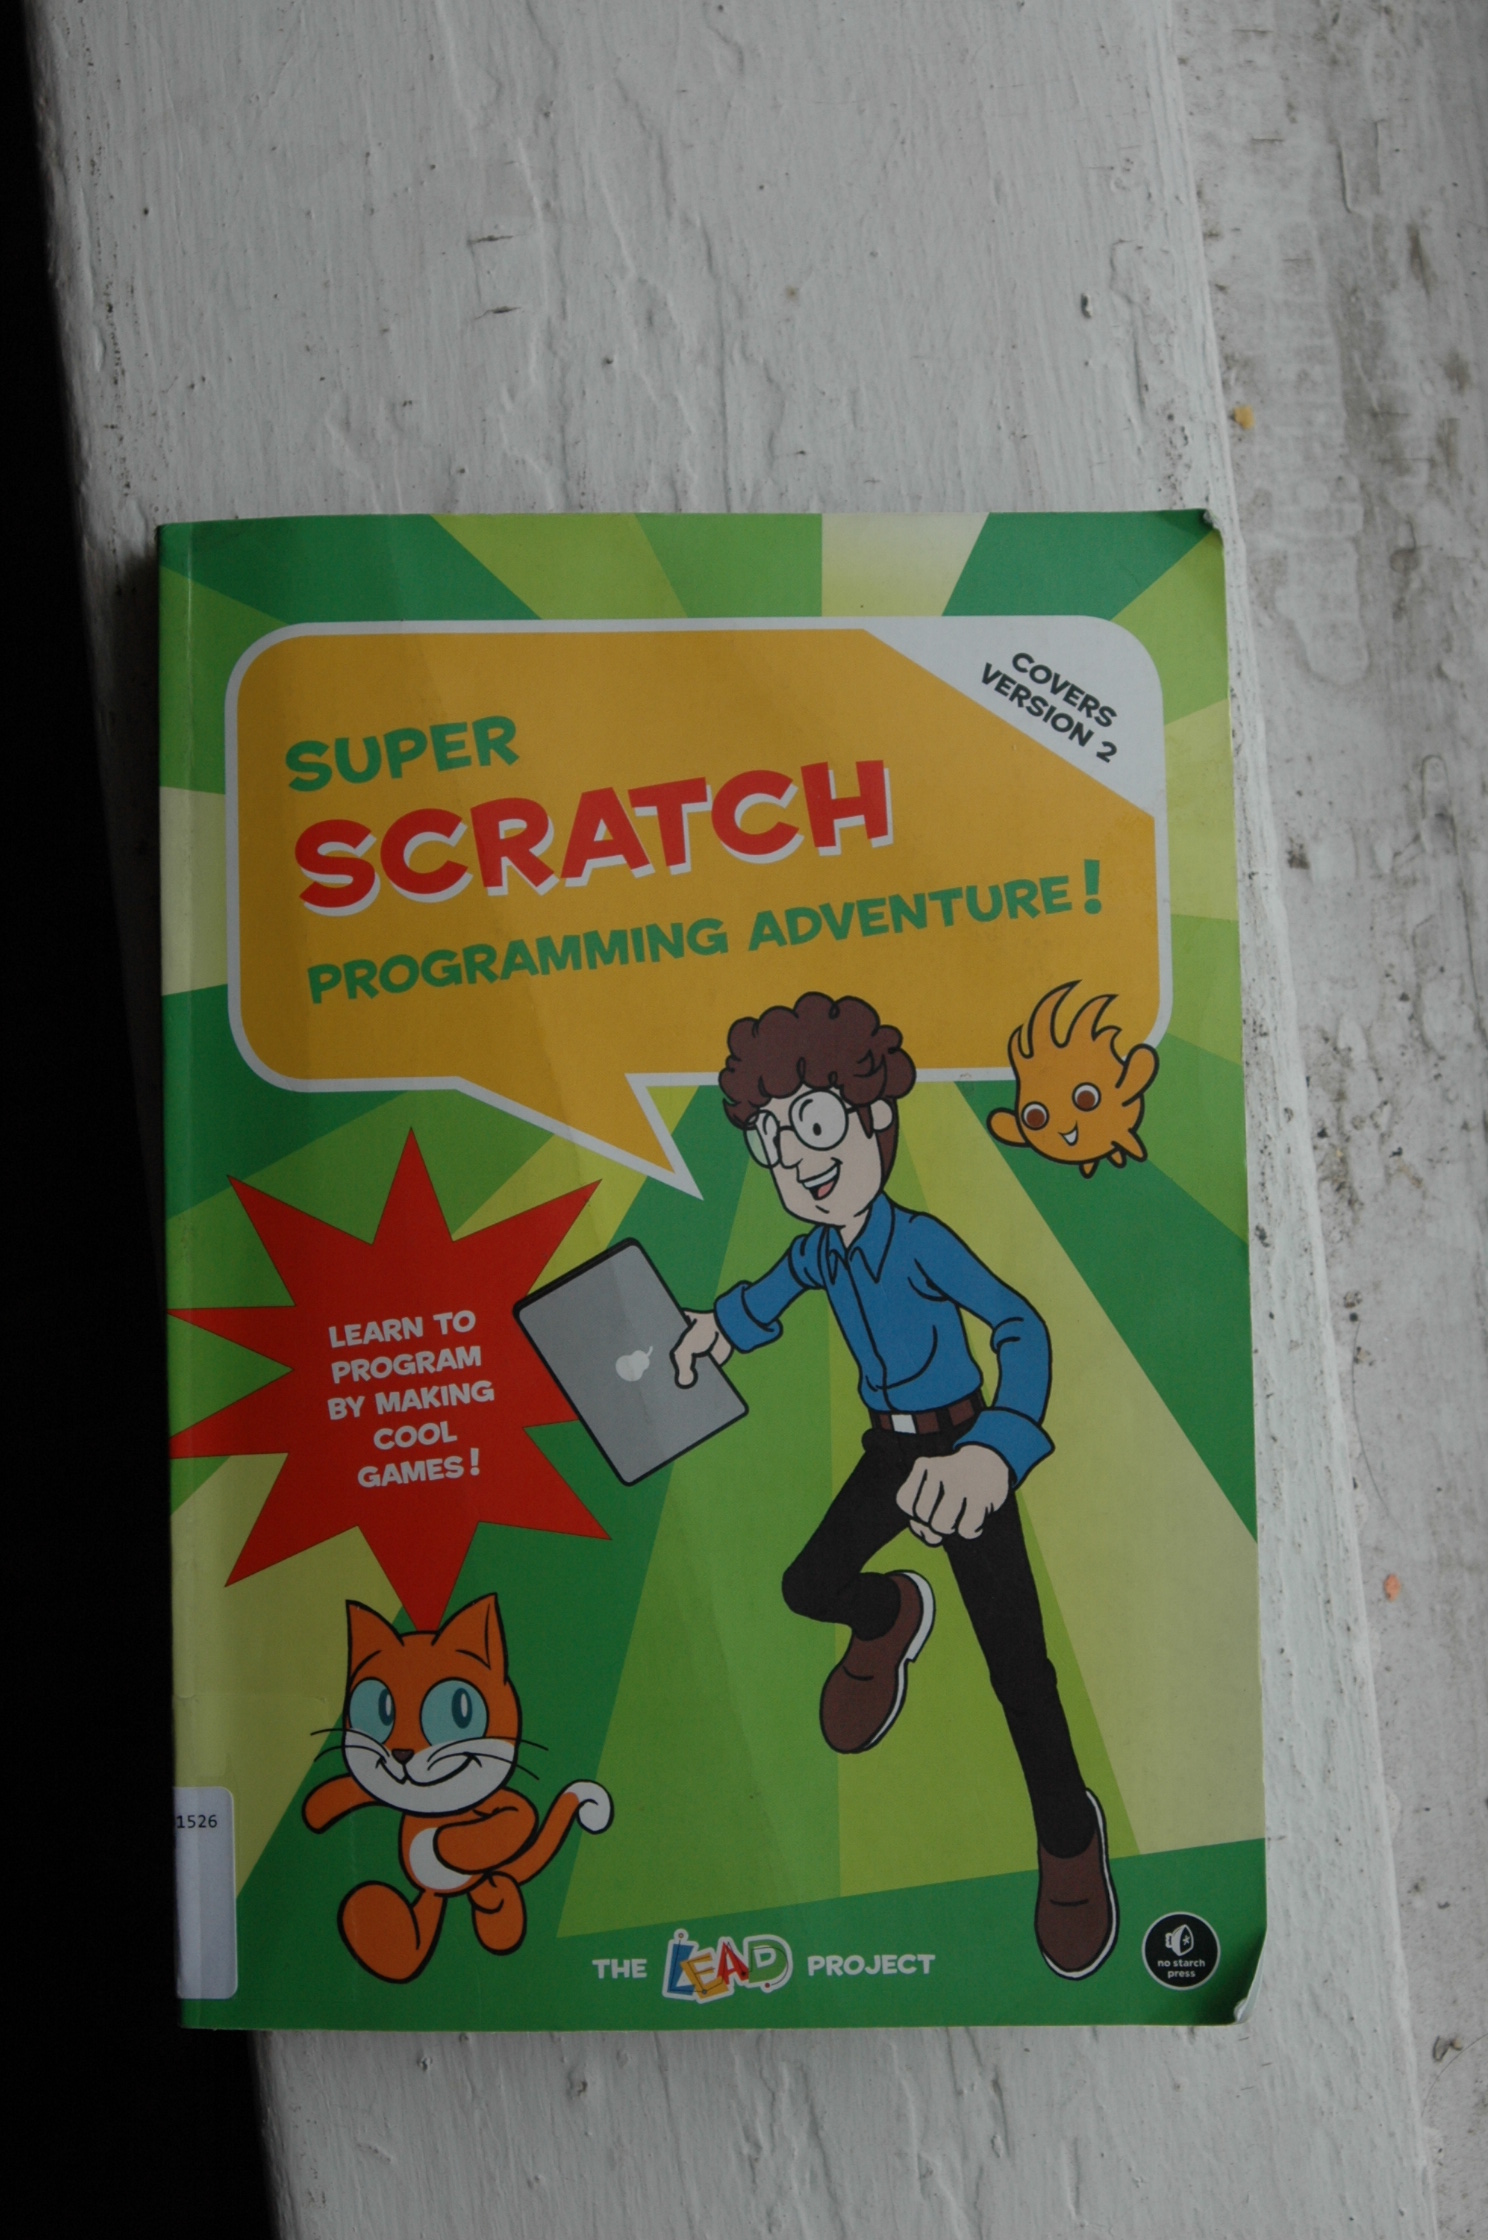 COVERS
VERSION 2
SUPER
SCRATCH
PROGRAMMING ADVENTURE!
LEARN TO
PROGRAM
BY MAKING
COOL
GAMES!
1526
THE LEAD PROJECT
no starch
press